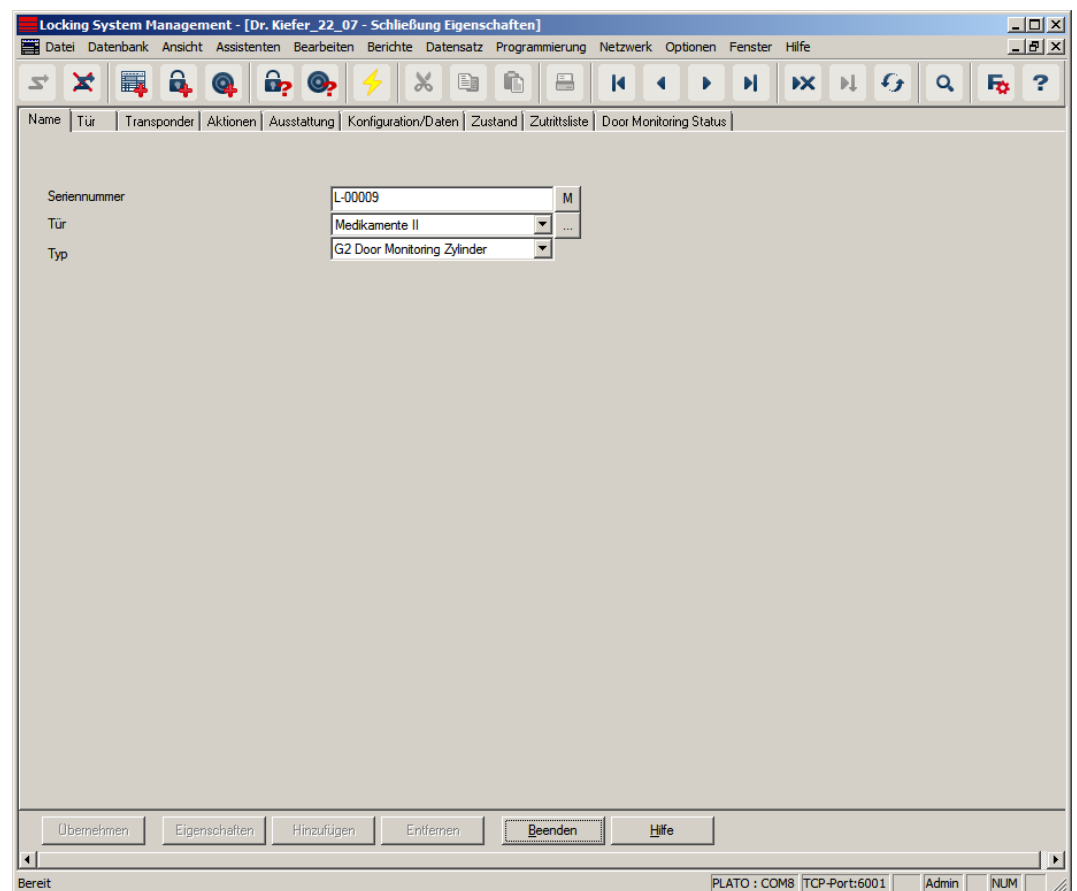 Locking System Management - [Dr. Kiefer_22_07 - Schließung Eigenschaften]
Datei Datenbank Ansicht Assistenten Bearbeiten Berichte Datensatz Programmierung Netzwerk Optionen Fenster Hilfe
Name Tür Transponder Aktionen Ausstattung Konfiguration/Daten Zustand Zutrittsliste Door Monitoring Status
Seriennummer L-00009 M
Tür Medikamente II ...
Typ G2 Door Monitoring Zylinder
Übernehmen Eigenschaften Hinzufügen Entfernen Beenden Hilfe
Bereit PLATO : COM8 TCP-Port:6001 Admin NUM